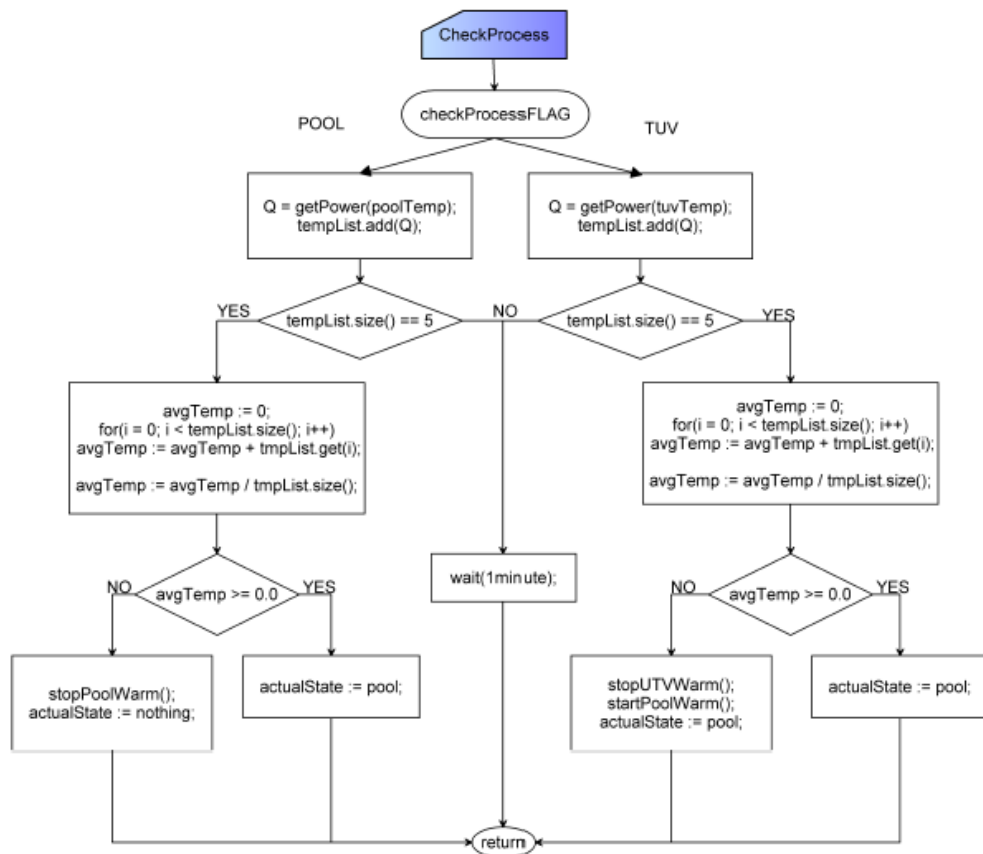 CheckProcess
checkProcessFLAG
POOL
TUV
Q = getPower(poolTemp);
tempList.add(Q);
Q = getPower(tuvTemp);
tempList.add(Q);
YES
tempList.size() == 5
NO
tempList.size() == 5
YES
avgTemp := 0;
for(i = 0; i < tempList.size(); i++)
avgTemp := avgTemp + tmpList.get(i);
avgTemp := avgTemp / tmpList.size();
avgTemp := 0;
for(i = 0; i < tempList.size(); i++)
avgTemp := avgTemp + tmpList.get(i);
avgTemp := avgTemp / tmpList.size();
NO
avgTemp >= 0.0
YES
wait(1minute);
NO
avgTemp >= 0.0
YES
stopPoolWarm();
actualState := nothing;
actualState := pool;
stopUTVWarm();
startPoolWarm();
actualState := pool;
actualState := pool;
return